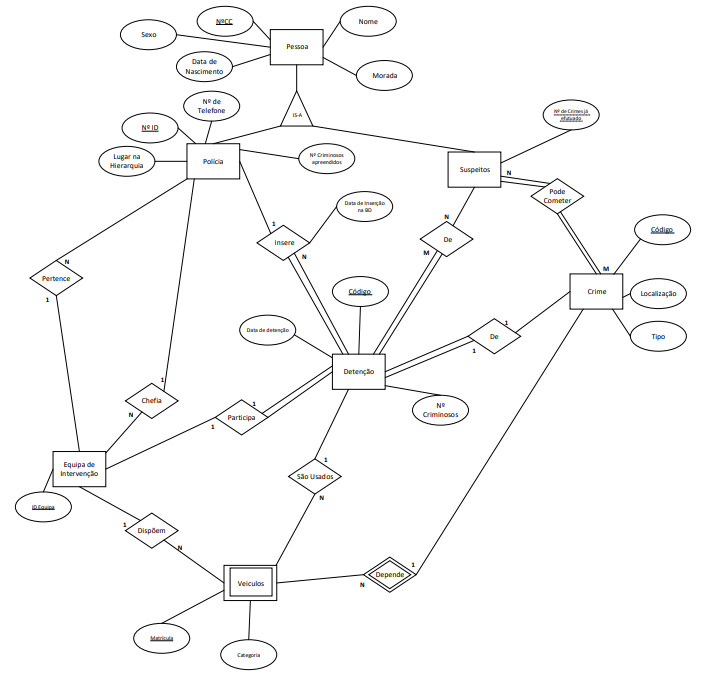 NºCC
Nome
Sexo
Pessoa
Data de
Nascimento
Morada
IS-A
Nº de
Telefone
Nº ID
Lugar na
Hierarquia
Polícia
Nº Criminosos
apreendidos
Nº de Crimes já
efutuado
Suspeitos
N
Pode
Cometer
Data de Inserção
na BD
1
Insere
N
N
De
M
Código
M
Crime
Localização
Tipo
N
Pertence
1
Código
Data de detenção
1
De
1
Detenção
Nº
Criminosos
1
Chefia
N
1
Participa
1
Equipa de
Intervenção
ID Equipa
1
São Usados
N
1
Dispõem
N
Veiculos
1
Depende
N
Matrícula
Categoria